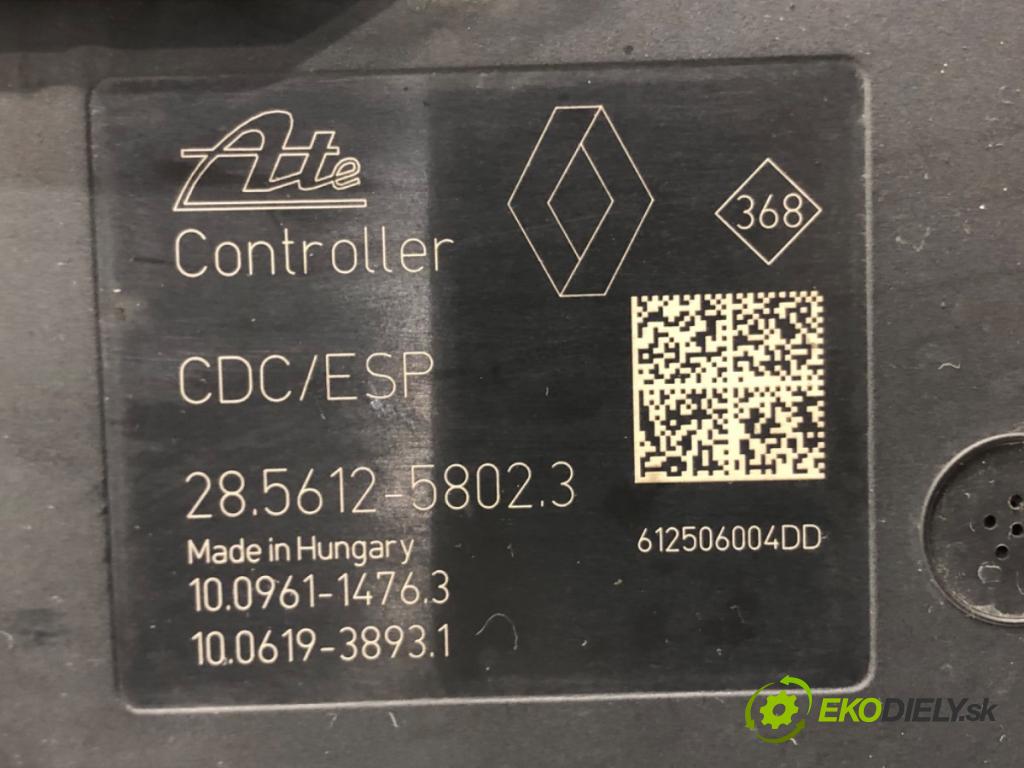 Ate
368
Controller
CDC/ESP
28.5612-5802.3
Made in Hungary
612506004DD
10.0961-1476.3
10.0619-3893.1
EKODIELY.sk